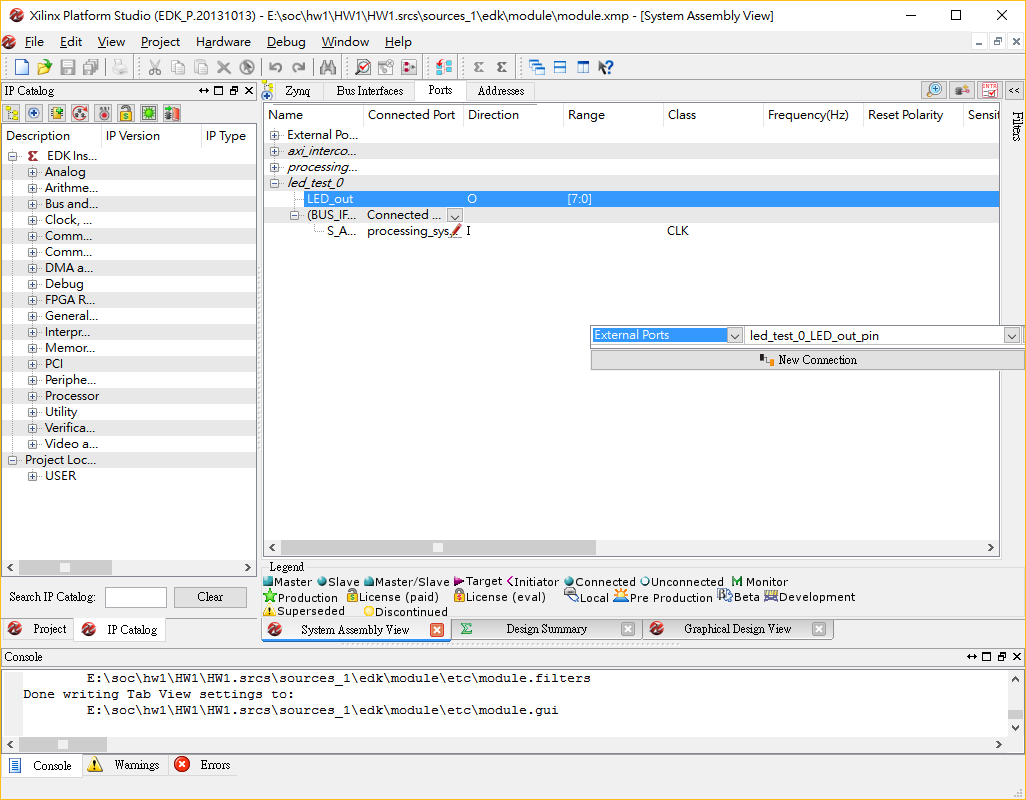 Xilinx Platform Studio (EDK_P.20131013) - E:\soc\hw1\HW1\HW1.srcs\sources_1\edk\module\module.xmp - [System Assembly View]
File Edit View Project Hardware Debug Window Help
IP Catalog
Description IP Version IP Type
EDK Ins...
Analog
Arithme...
Bus and...
Clock, ...
Comm...
Comm...
DMA a...
Debug
FPGA R...
General...
Interpr...
Memor...
PCI
Periphe...
Processor
Utility
Verifica...
Video a...
Project Loc...
USER
Search IP Catalog: Clear
Project IP Catalog
Zynq Bus Interfaces Ports Addresses
Name Connected Port Direction Range Class Frequency(Hz) Reset Polarity Sensit
External Po...
axi_interco...
processing...
led_test_0
LED_out O [7:0]
(BUS_IF... Connected ...
S_A... processing_sys. I CLK
External Ports led_test_0_LED_out_pin
New Connection
Filters
Legend
Master Slave Master/Slave Target Initiator Connected Unconnected Monitor
Production License (paid) License (eval) Local Pre Production Beta Development
Superseded Discontinued
System Assembly View Design Summary Graphical Design View
Console
E:\soc\hw1\HW1\HW1.srcs\sources_1\edk\module\etc\module.filters
Done writing Tab View settings to:
E:\soc\hw1\HW1\HW1.srcs\sources_1\edk\module\etc\module.gui
Console Warnings Errors